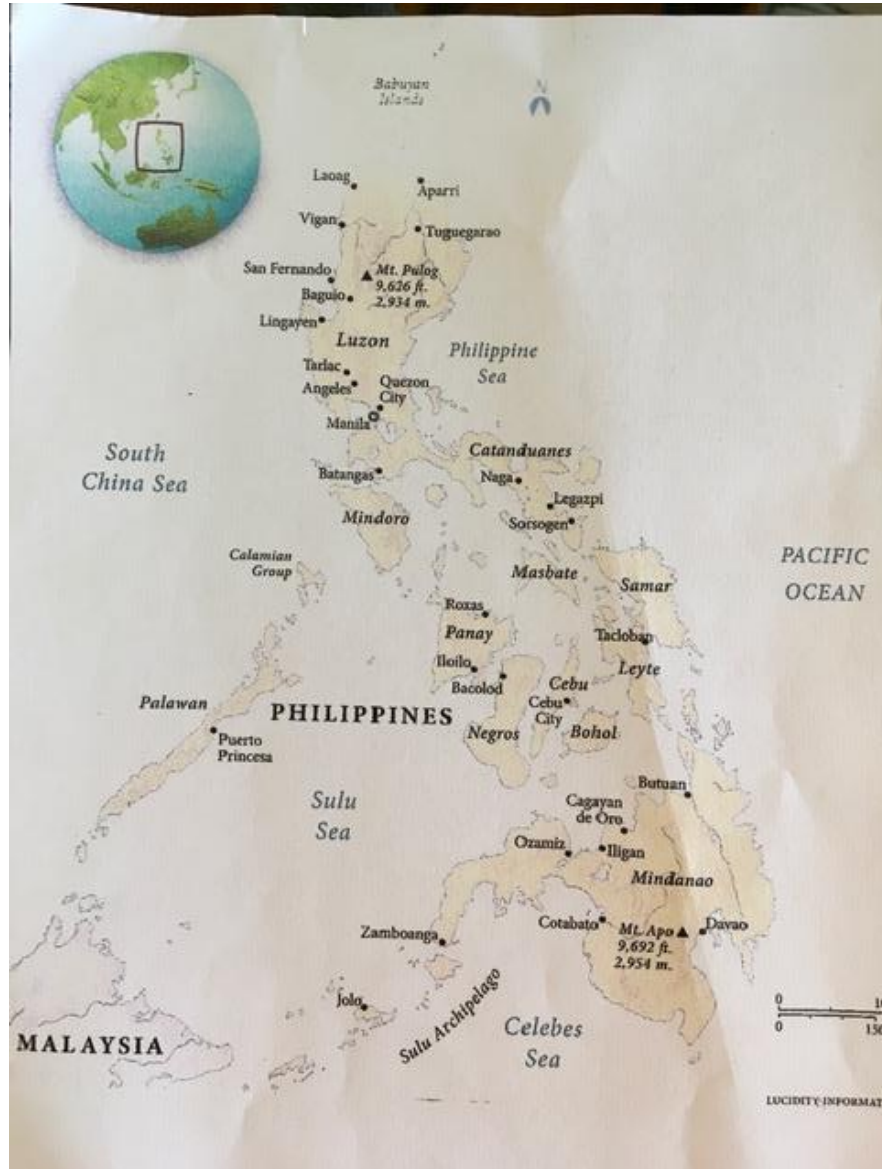 Babuyan
Islands
N
Laoag
Aparri
Vigan
Tuguegarao
San Fernando
Mt. Pulog
9,626 ft.
2,934 m.
Baguio
Lingayen
Luzon
Philippine
Sea
Tarlac
Angeles
Quezon
City
Manila
South
China Sea
Catanduanes
Batangas
Naga
Legazpi
Mindoro
Sorsogen
Calamian
Group
PACIFIC
OCEAN
Masbate
Samar
Roxas
Panay
Tacloban
Iloilo
Leyte
Bacolod
Cebu
Cebu
City
Palawan
PHILIPPINES
Negros
Bohol
Puerto
Princesa
Sulu
Sea
Butuan
Cagayan
de Oro
Ozamiz
Iligan
Mindanao
Cotabato
Mt. Apo
9,692 ft.
2,954 m.
Davao
Zamboanga
Jolo
Sulu Archipelago
Celebes
Sea
MALAYSIA
0
0
LUCIDITY INFORMAT